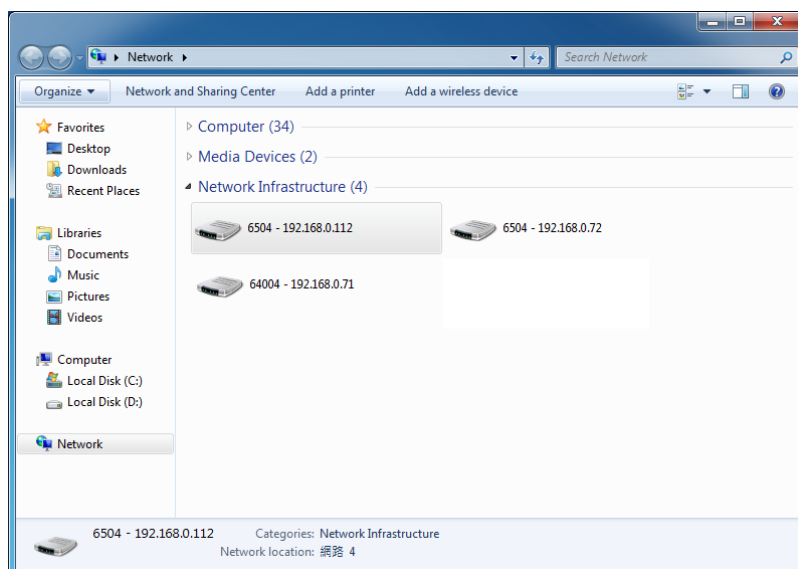 Network
Search Network
Organize
Network and Sharing Center
Add a printer
Add a wireless device
Favorites
Desktop
Downloads
Recent Places
Libraries
Documents
Music
Pictures
Videos
Computer
Local Disk (C:)
Local Disk (D:)
Network
Computer (34)
Media Devices (2)
Network Infrastructure (4)
6504 - 192.168.0.112
6504 - 192.168.0.72
64004 - 192.168.0.71
6504 - 192.168.0.112
Categories: Network Infrastructure
Network location: 網路 4